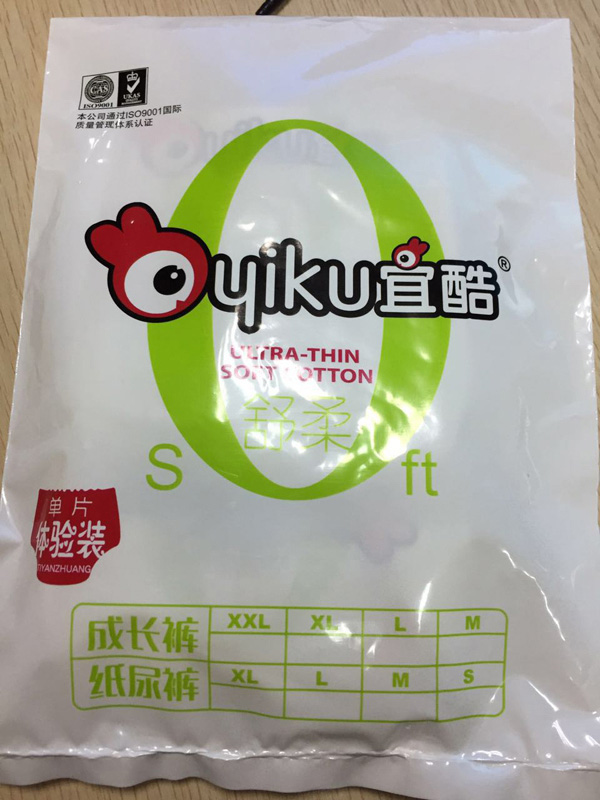 CAS
ISO9001
UKAS
本公司通过ISO9001国际
质量管理体系认证
yiku宜酷®
ULTRA-THIN
SOFT COTTON
舒柔
Soft
单片
体验装
TIYANZHUANG
成长裤 XXL XL L M
纸尿裤 XL L M S